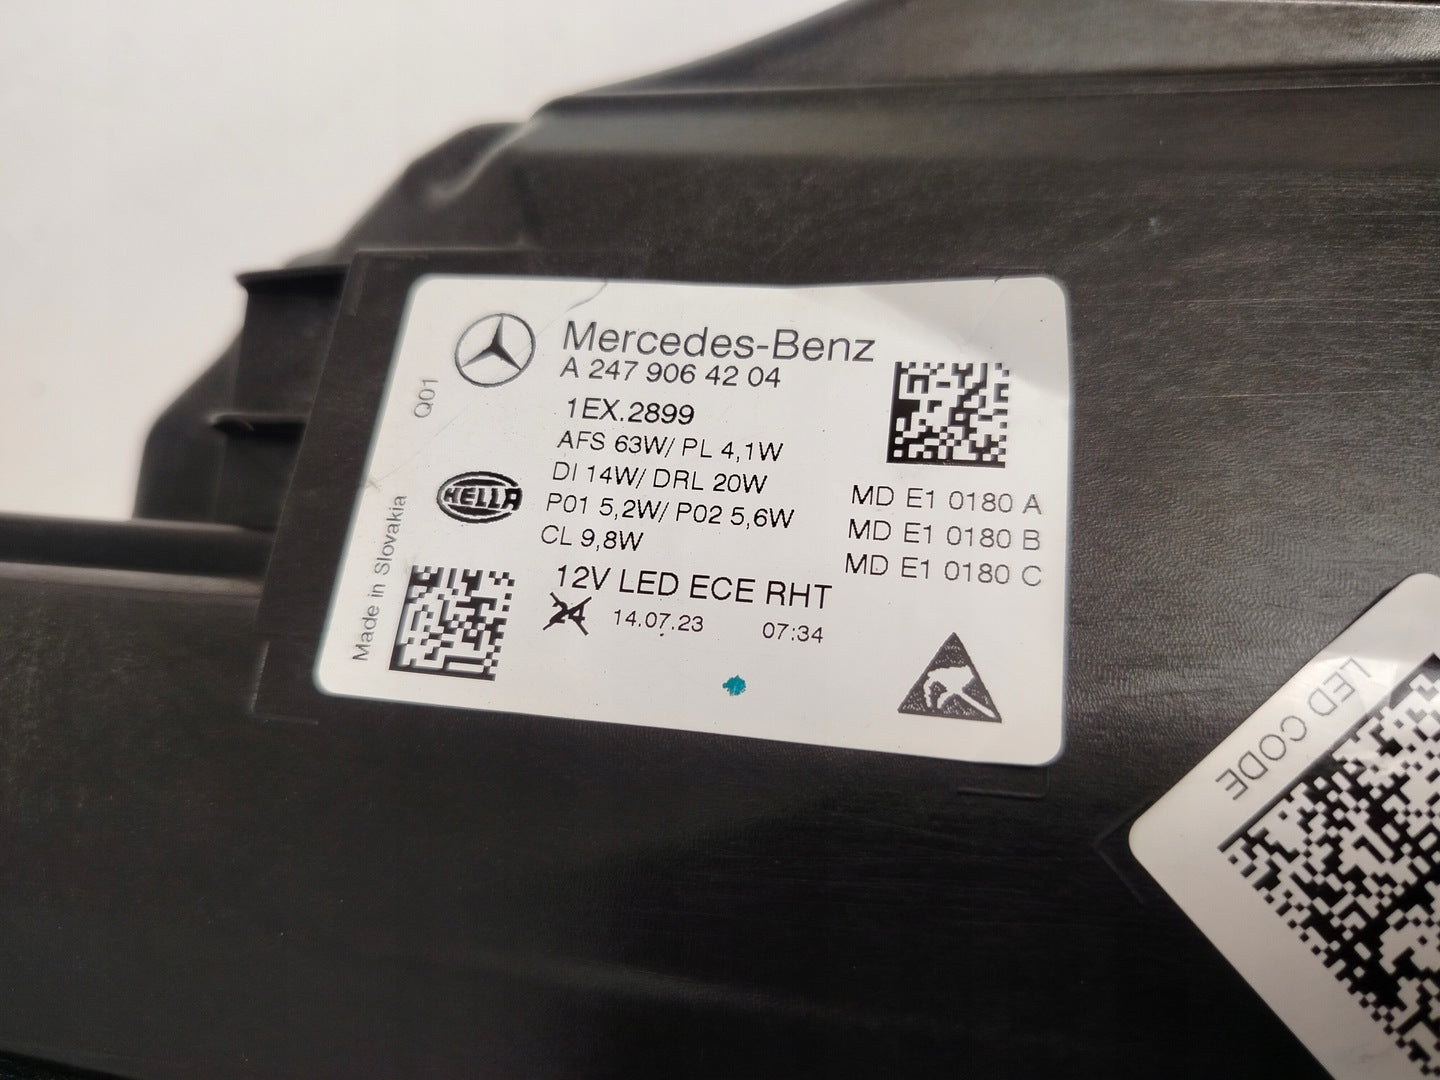 Mercedes-Benz
A 247 906 42 04
Q01
1EX.2899
AFS 63W/ PL 4,1W
DI 14W/ DRL 20W
HELLA
P01 5,2W/ P02 5,6W
CL 9,8W
MD E1 0180 A
MD E1 0180 B
MD E1 0180 C
Made in Slovakia
12V LED ECE RHT
24 14.07.23 07:34
LED CODE